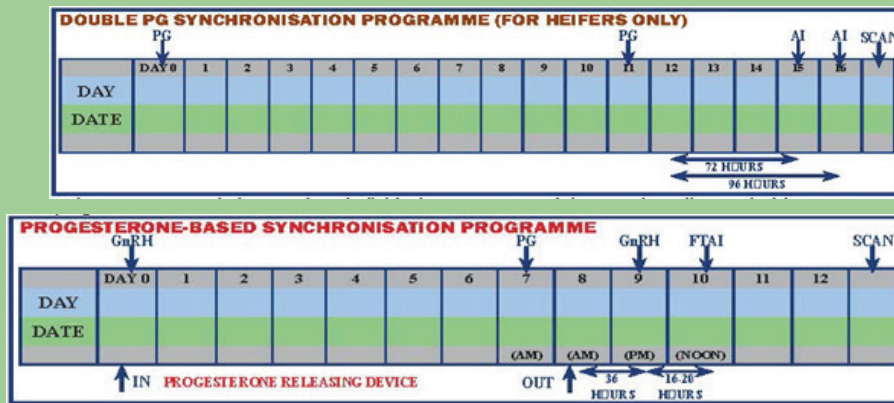 DOUBLE PG SYNCHRONISATION PROGRAMME (FOR HEIFERS ONLY)
PG PG AI AI SCAN
DAY 0 1 2 3 4 5 6 7 8 9 10 11 12 13 14 15 16
DAY
DATE
72 HOURS
96 HOURS
PROGESTERONE-BASED SYNCHRONISATION PROGRAMME
GnRH PG GnRH FTAI SCAN
DAY 0 1 2 3 4 5 6 7 8 9 10 11 12
DAY
DATE
(AM) (AM) (PM) (NOON)
IN PROGESTERONE RELEASING DEVICE OUT 36 16-20
HOURS HOURS